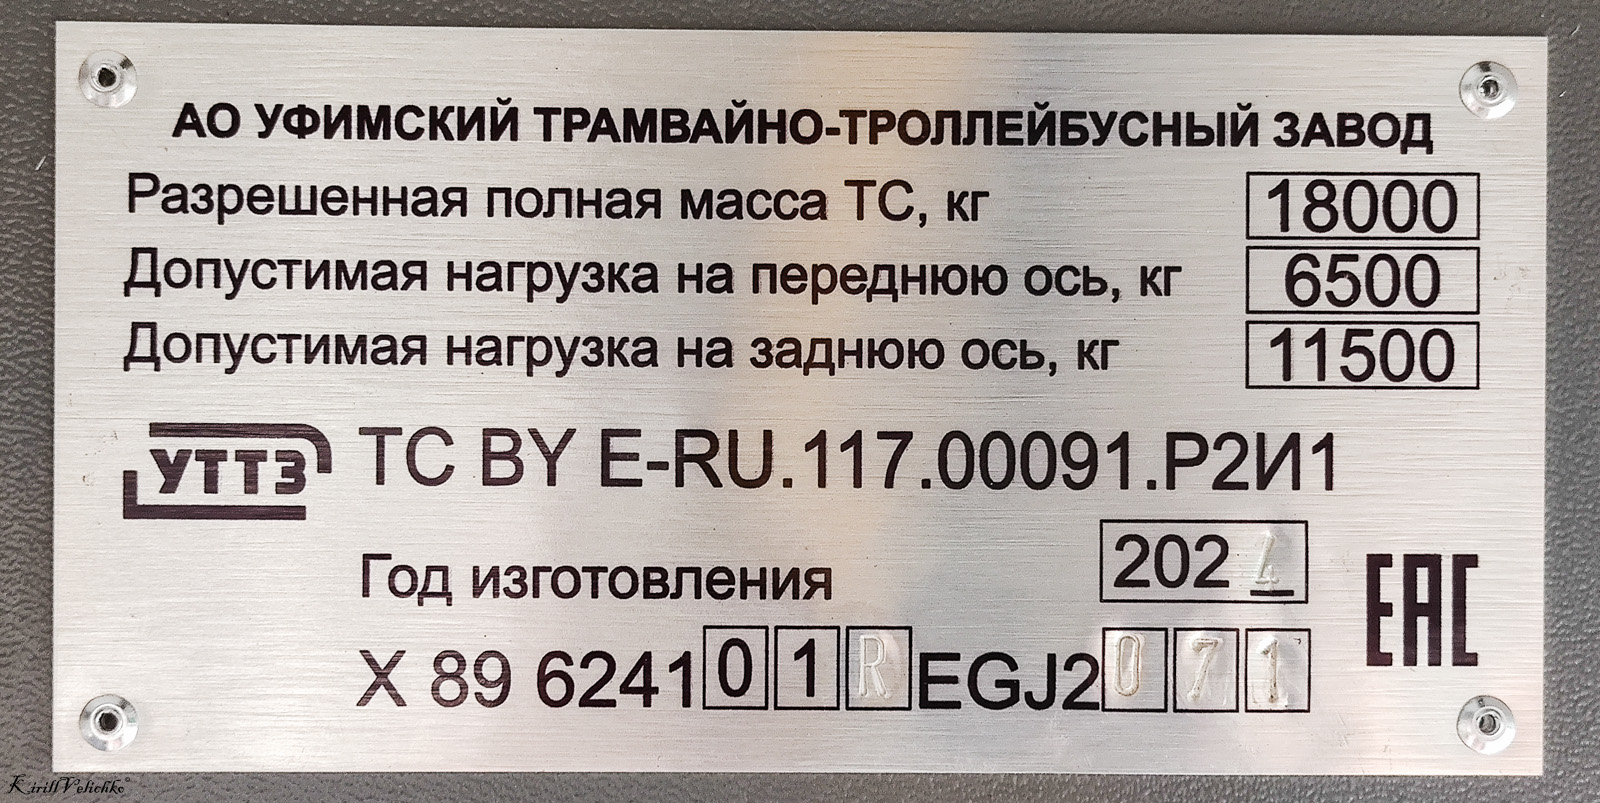 АО УФИМСКИЙ ТРАМВАЙНО-ТРОЛЛЕЙБУСНЫЙ ЗАВОД
Разрешенная полная масса ТС, кг 18000
Допустимая нагрузка на переднюю ось, кг 6500
Допустимая нагрузка на заднюю ось, кг 11500
УТТЗ ТС BY E-RU.117.00091.Р2И1
Год изготовления 2024
EAC
X 89 624101REGJ2071
KirillVelichko©